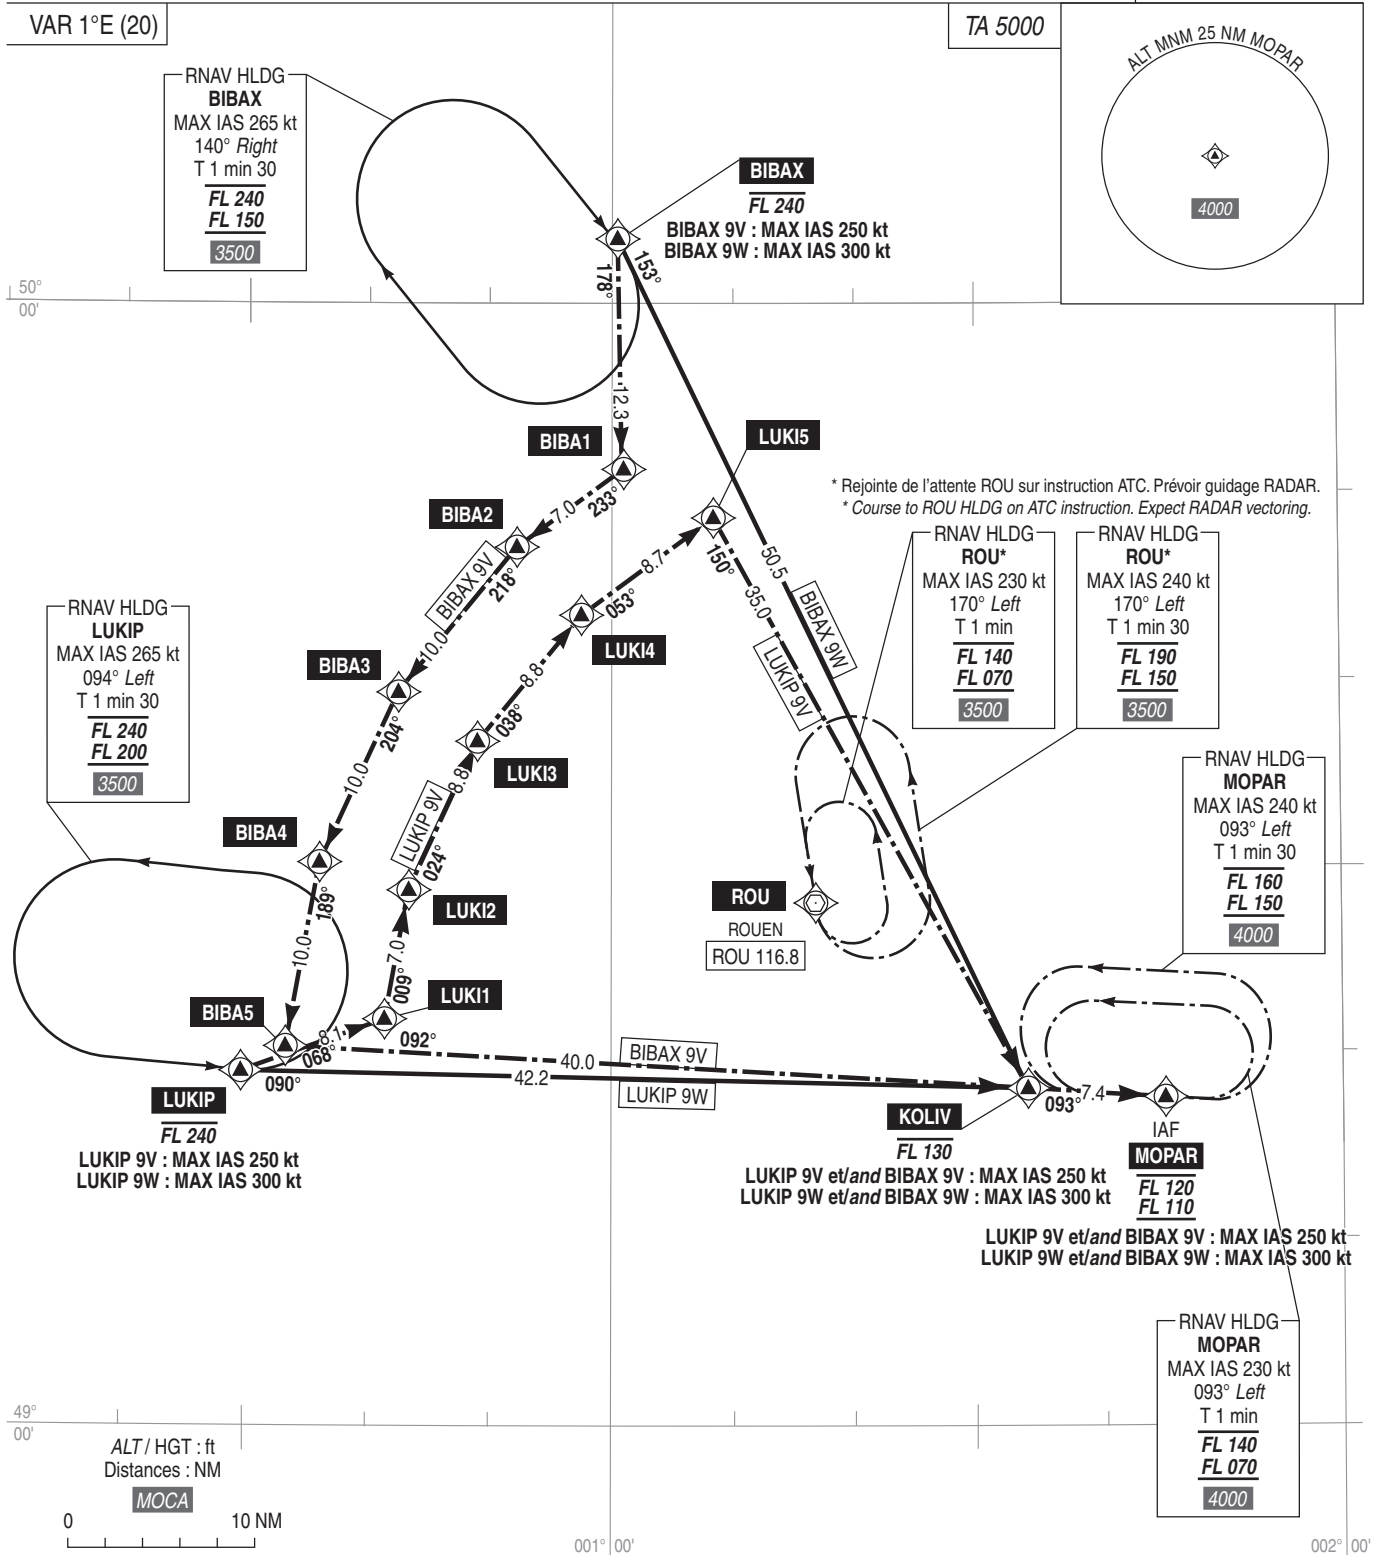 VAR 1°E (20)
TA 5000
ALT MNM 25 NM MOPAR
4000
RNAV HLDG
BIBAX
MAX IAS 265 kt
140° Right
T 1 min 30
FL 240
FL 150
3500
BIBAX
FL 240
BIBAX 9V : MAX IAS 250 kt
BIBAX 9W : MAX IAS 300 kt
153°
178°
50°
00'
12.3
BIBA1
LUKI5
233°
7.0
BIBA2
* Rejointe de l'attente ROU sur instruction ATC. Prévoir guidage RADAR.
* Course to ROU HLDG on ATC instruction. Expect RADAR vectoring.
RNAV HLDG
ROU*
MAX IAS 230 kt
170° Left
T 1 min
FL 140
FL 070
3500
RNAV HLDG
ROU*
MAX IAS 240 kt
170° Left
T 1 min 30
FL 190
FL 150
3500
150°
50.5
8.7
BIBAX 9V
218°
35.0
BIBAX 9W
053°
RNAV HLDG
LUKIP
MAX IAS 265 kt
094° Left
T 1 min 30
FL 240
FL 200
3500
LUKI4
10.0
BIBA3
8.8
LUKIP 9V
204°
038°
LUKI3
10.0
8.8
LUKIP 9V
RNAV HLDG
MOPAR
MAX IAS 240 kt
093° Left
T 1 min 30
FL 160
FL 150
4000
BIBA4
024°
189°
LUKI2
ROU
ROUEN
ROU 116.8
10.0
7.0
009°
LUKI1
BIBA5
8.1
068°
092°
40.0
BIBAX 9V
090°
42.2
LUKIP 9W
LUKIP
FL 240
LUKIP 9V : MAX IAS 250 kt
LUKIP 9W : MAX IAS 300 kt
093°
7.4
KOLIV
FL 130
LUKIP 9V et/and BIBAX 9V : MAX IAS 250 kt
LUKIP 9W et/and BIBAX 9W : MAX IAS 300 kt
IAF
MOPAR
FL 120
FL 110
LUKIP 9V et/and BIBAX 9V : MAX IAS 250 kt
LUKIP 9W et/and BIBAX 9W : MAX IAS 300 kt
RNAV HLDG
MOPAR
MAX IAS 230 kt
093° Left
T 1 min
FL 140
FL 070
4000
49°
00'
ALT / HGT : ft
Distances : NM
MOCA
0 10 NM
001° 00'
002° 00'